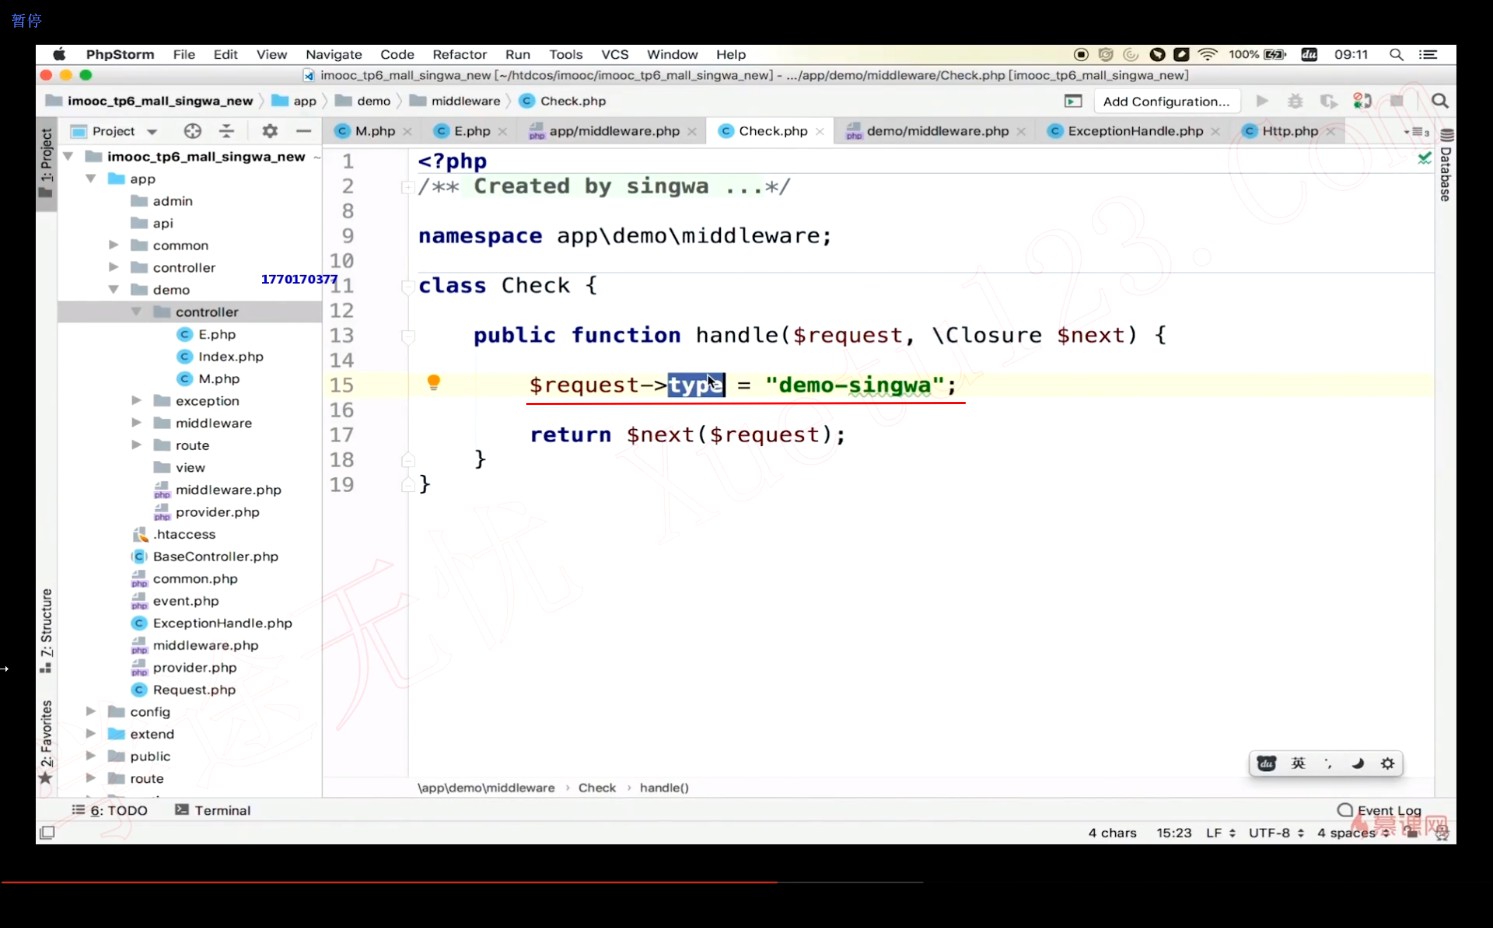 暂停
PhpStorm File Edit View Navigate Code Refactor Run Tools VCS Window Help 100% du 09:11
imooc_tp6_mall_singwa_new [~/htdcos/imooc/imooc_tp6_mall_singwa_new] - .../app/demo/middleware/Check.php [imooc_tp6_mall_singwa_new]
imooc_tp6_mall_singwa_new app demo middleware Check.php Add Configuration...
Project M.php E.php app/middleware.php Check.php demo/middleware.php ExceptionHandle.php Http.php
1: Project
Database
imooc_tp6_mall_singwa_new ~
app
admin
api
common
controller
demo
controller
E.php
Index.php
M.php
exception
middleware
route
view
middleware.php
provider.php
.htaccess
BaseController.php
common.php
event.php
ExceptionHandle.php
middleware.php
provider.php
Request.php
config
extend
public
route
1770170377
1 <?php
2 /** Created by singwa ...*/
8
9 namespace app\demo\middleware;
10
11 class Check {
12
13 public function handle($request, \Closure $next) {
14
15 $request->type = "demo-singwa";
16
17 return $next($request);
18 }
19 }
7: Structure
2: Favorites
du 英
\app\demo\middleware › Check › handle()
6: TODO Terminal Event Log
慕课网
4 chars 15:23 LF UTF-8 4 spaces